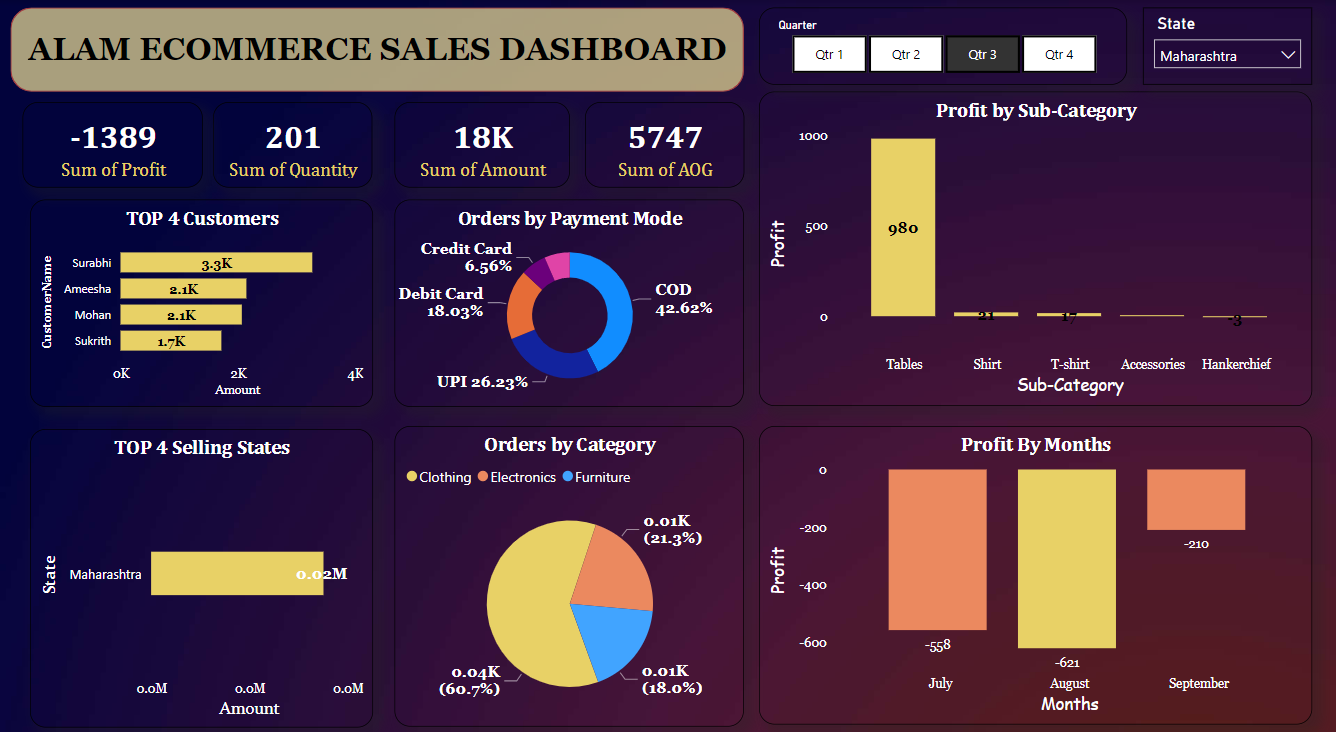 ALAM ECOMMERCE SALES DASHBOARD
Quarter
Qtr 1
Qtr 2
Qtr 3
Qtr 4
State
Maharashtra
-1389
Sum of Profit
201
Sum of Quantity
18K
Sum of Amount
5747
Sum of AOG
TOP 4 Customers
CustomerName
Surabhi
3.3K
Ameesha
2.1K
Mohan
2.1K
Sukrith
1.7K
0K
2K
4K
Amount
Orders by Payment Mode
Credit Card
6.56%
Debit Card
18.03%
COD
42.62%
UPI 26.23%
Profit by Sub-Category
Profit
1000
500
0
980
21
17
-3
Tables
Shirt
T-shirt
Accessories
Hankerchief
Sub-Category
TOP 4 Selling States
State
Maharashtra
0.02M
0.0M
0.0M
0.0M
Amount
Orders by Category
Clothing
Electronics
Furniture
0.01K
(21.3%)
0.04K
(60.7%)
0.01K
(18.0%)
Profit By Months
Profit
0
-200
-400
-600
-558
-621
-210
July
August
September
Months